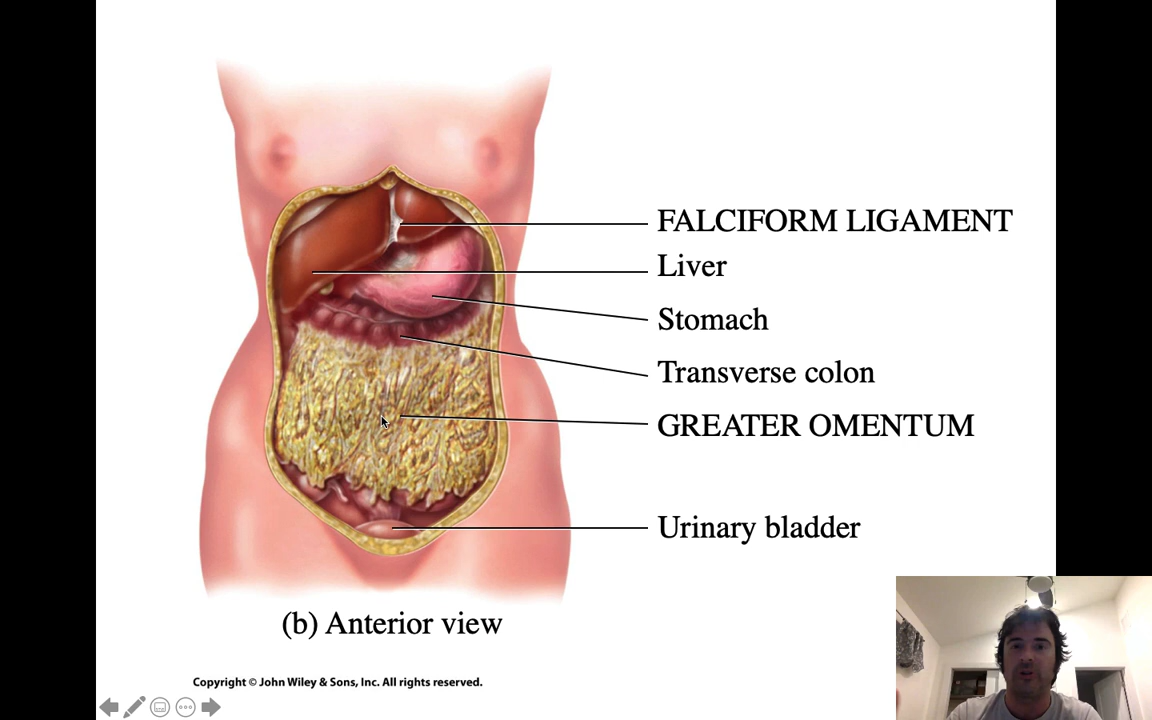 FALCIFORM LIGAMENT
Liver
Stomach
Transverse colon
GREATER OMENTUM
Urinary bladder
(b) Anterior view
Copyright © John Wiley & Sons, Inc. All rights reserved.